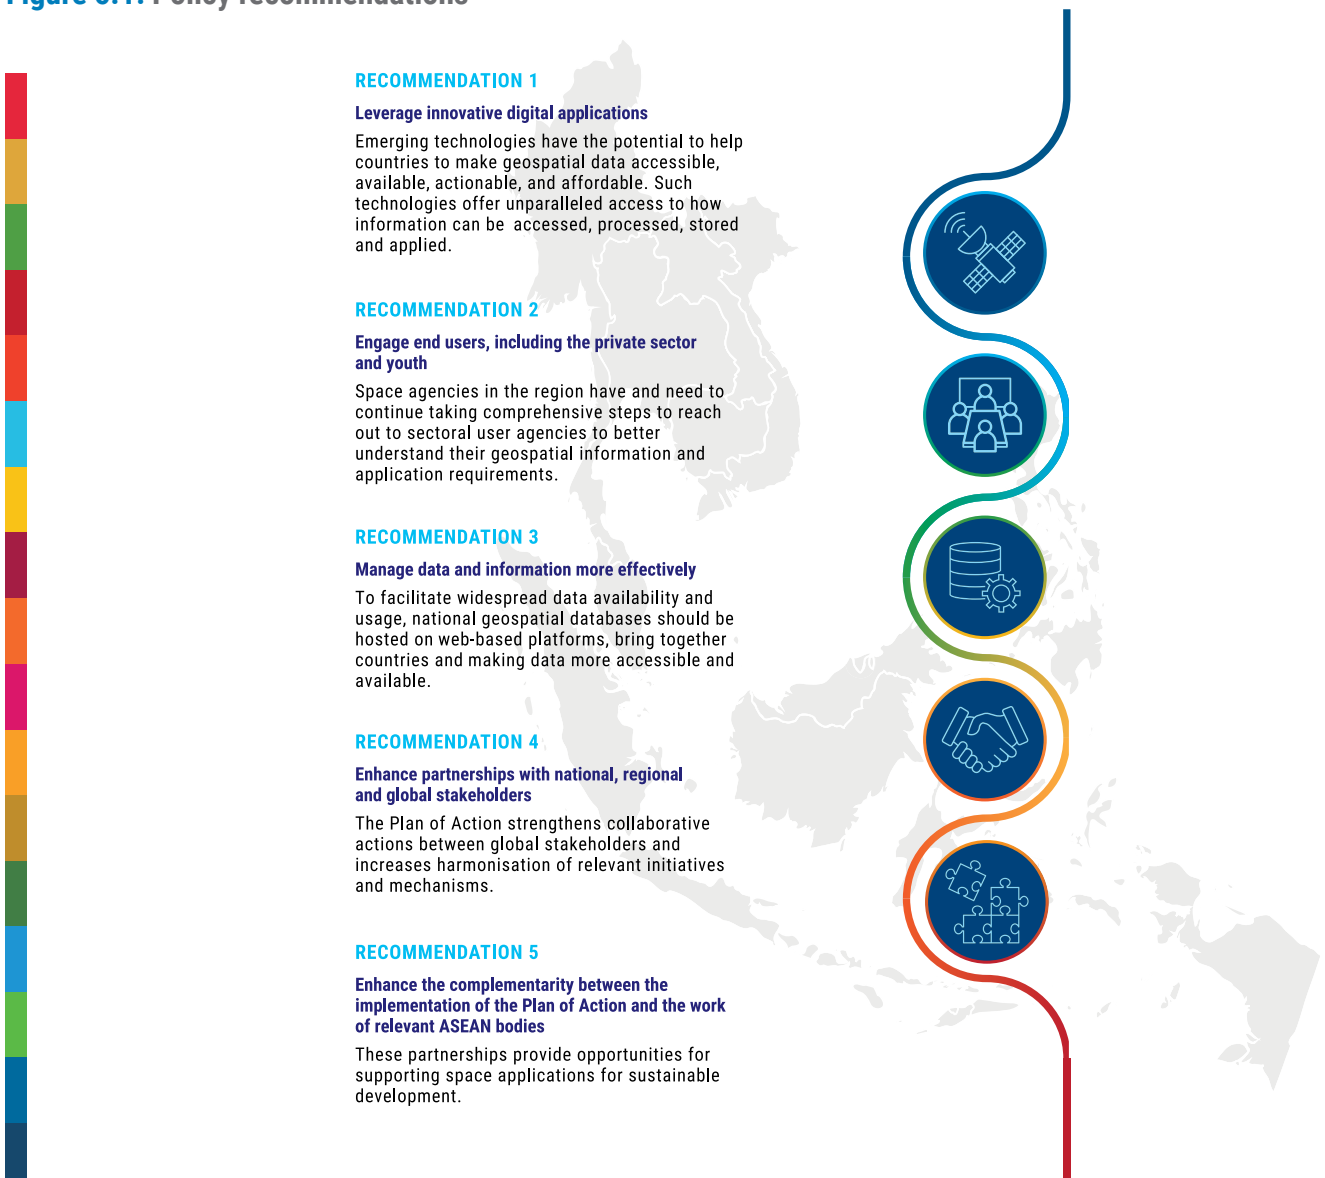 Figure 6.1: Policy recommendations
RECOMMENDATION 1
Leverage innovative digital applications
Emerging technologies have the potential to help
countries to make geospatial data accessible,
available, actionable, and affordable. Such
technologies offer unparalleled access to how
information can be accessed, processed, stored
and applied.
RECOMMENDATION 2
Engage end users, including the private sector
and youth
Space agencies in the region have and need to
continue taking comprehensive steps to reach
out to sectoral user agencies to better
understand their geospatial information and
application requirements.
RECOMMENDATION 3
Manage data and information more effectively
To facilitate widespread data availability and
usage, national geospatial databases should be
hosted on web-based platforms, bring together
countries and making data more accessible and
available.
RECOMMENDATION 4
Enhance partnerships with national, regional
and global stakeholders
The Plan of Action strengthens collaborative
actions between global stakeholders and
increases harmonisation of relevant initiatives
and mechanisms.
RECOMMENDATION 5
Enhance the complementarity between the
implementation of the Plan of Action and the work
of relevant ASEAN bodies
These partnerships provide opportunities for
supporting space applications for sustainable
development.